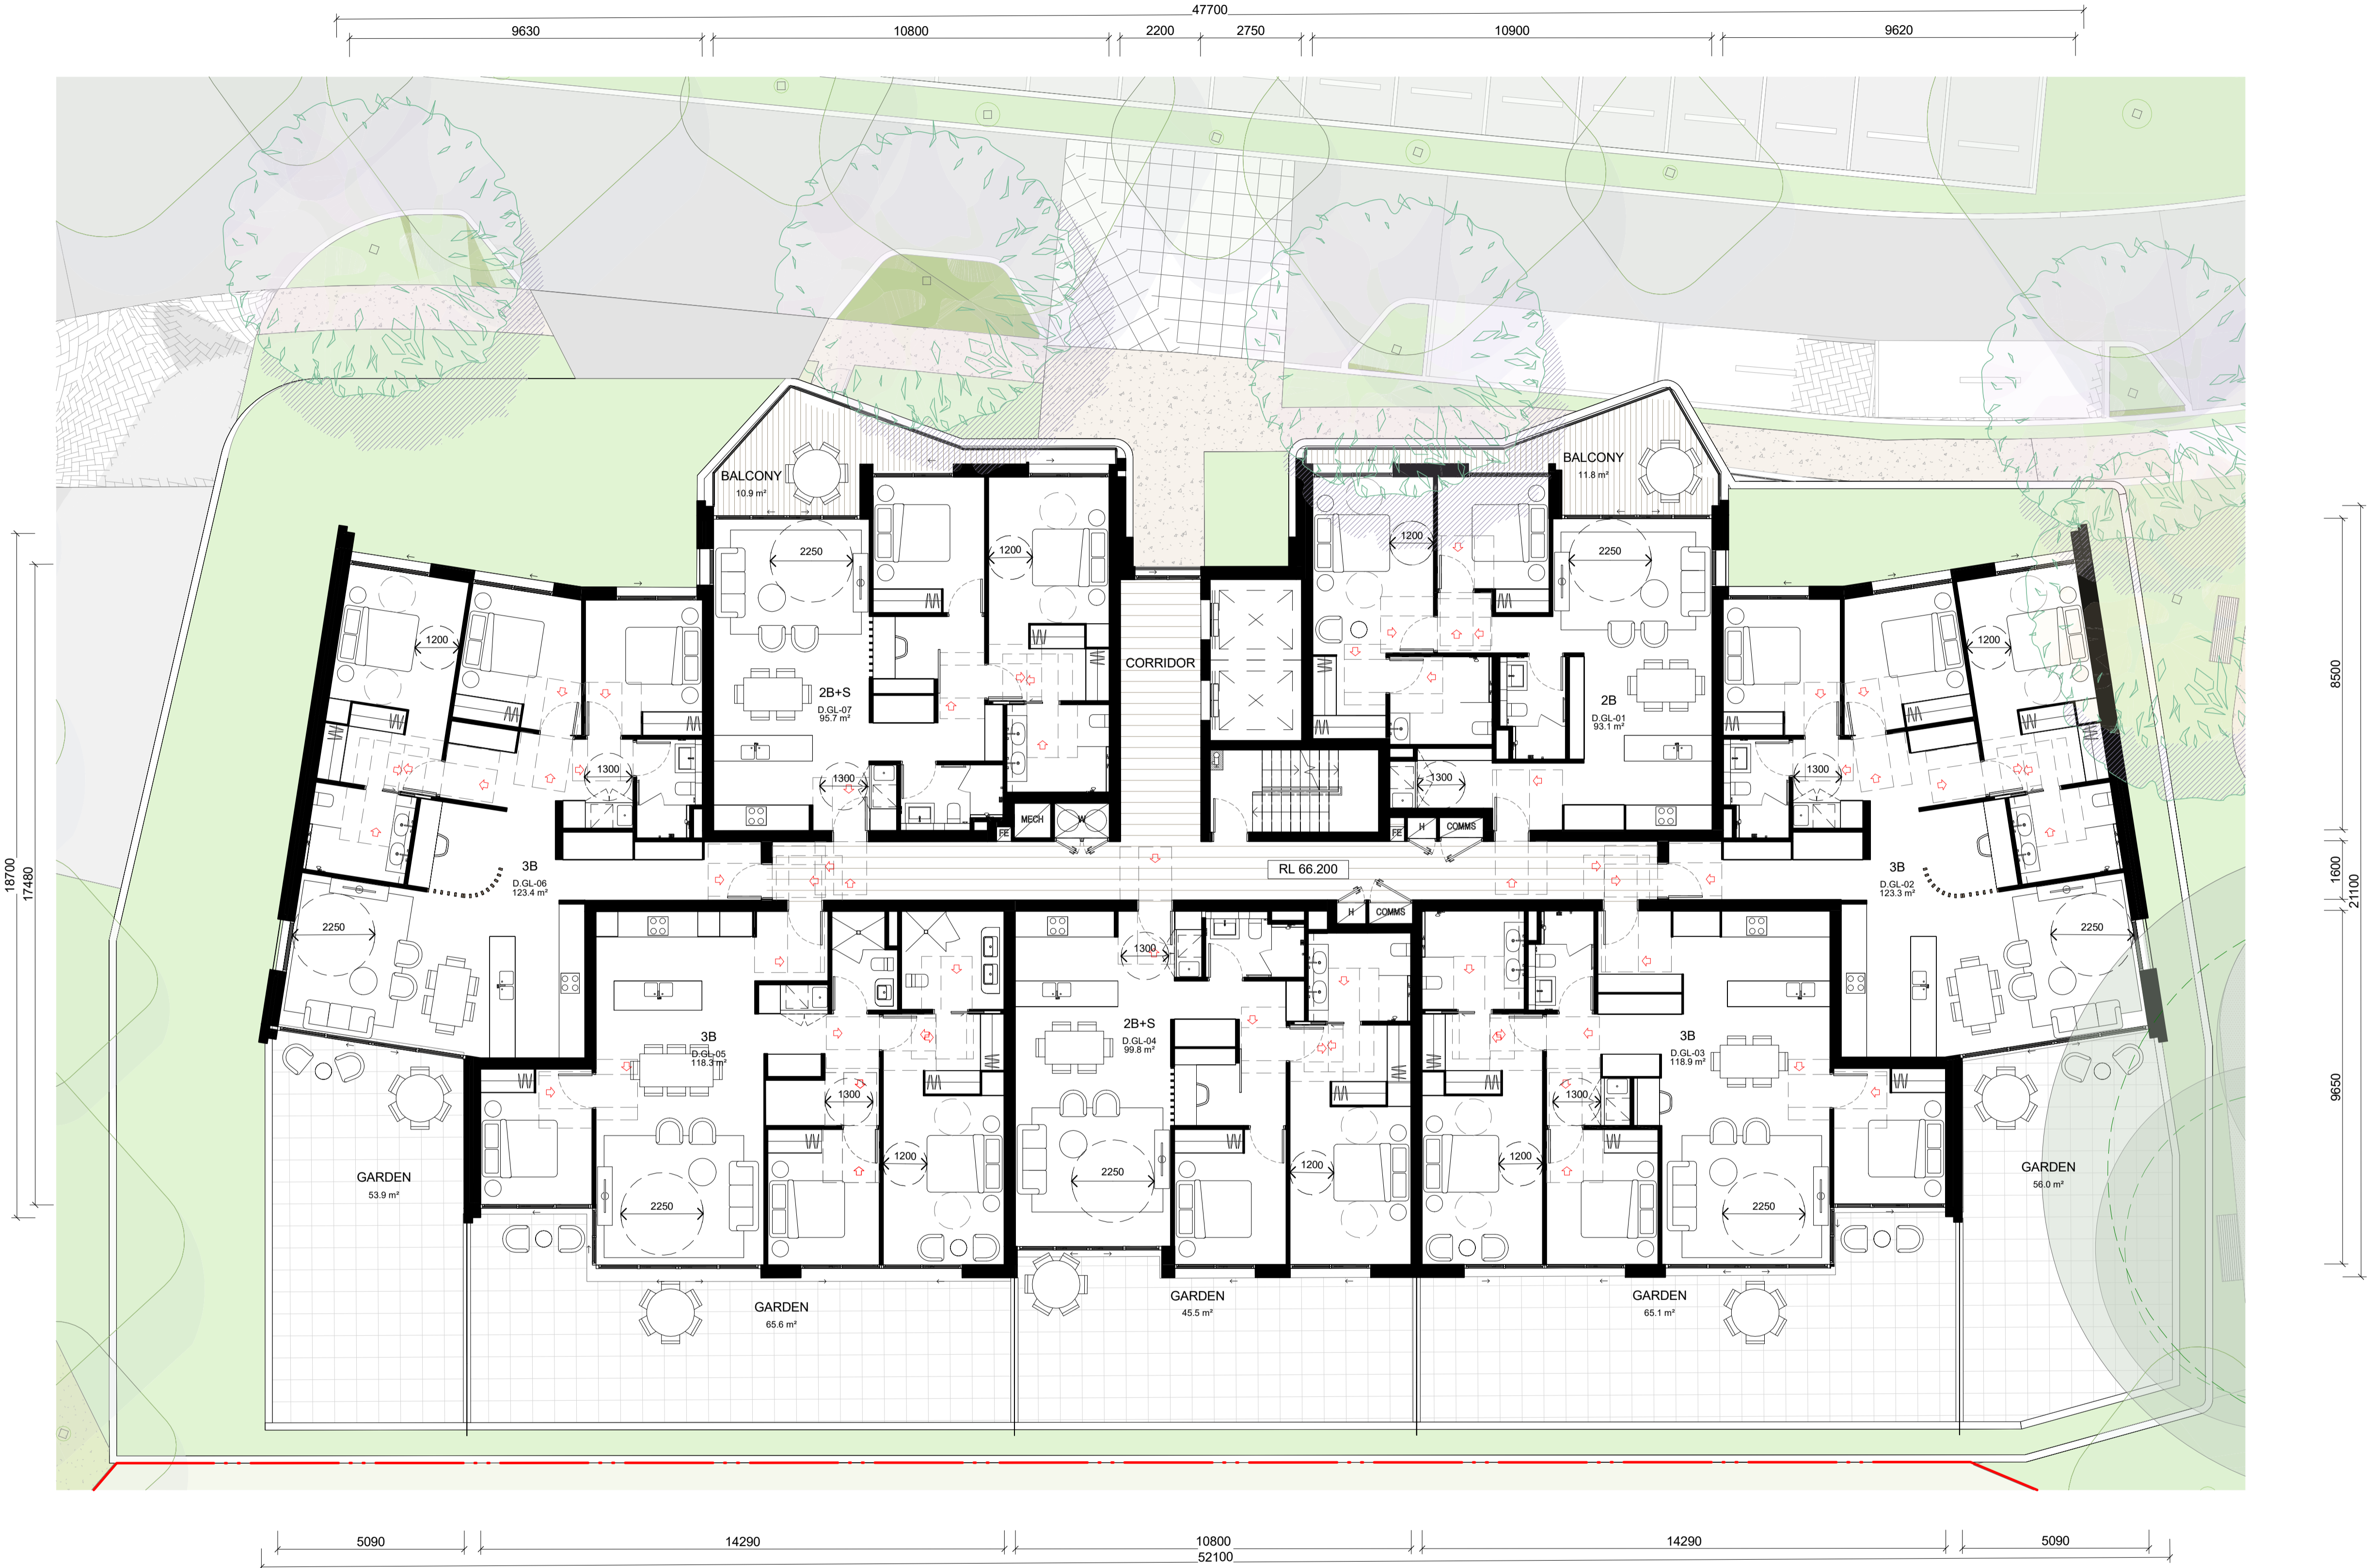 47700
9630
10800
2200
2750
10900
9620
BALCONY
10.9 m²
BALCONY
11.8 m²
2250
1200
1200
2250
1200
1200
CORRIDOR
2B+S
D.GL-07
95.7 m²
2B
D.GL-01
93.1 m²
1300
1300
1300
1300
MECH
W
FE
FE
H
COMMS
RL 66.200
3B
D.GL-06
123.4 m²
3B
D.GL-02
123.3 m²
H
COMMS
2250
2250
1300
3B
D.GL-05
118.3 m²
2B+S
D.GL-04
99.8 m²
3B
D.GL-03
118.9 m²
1300
1300
1200
1200
1200
2250
2250
2250
GARDEN
53.9 m²
GARDEN
56.0 m²
GARDEN
65.6 m²
GARDEN
45.5 m²
GARDEN
65.1 m²
18700
17480
8500
1600
21100
9650
5090
14290
10800
14290
5090
52100